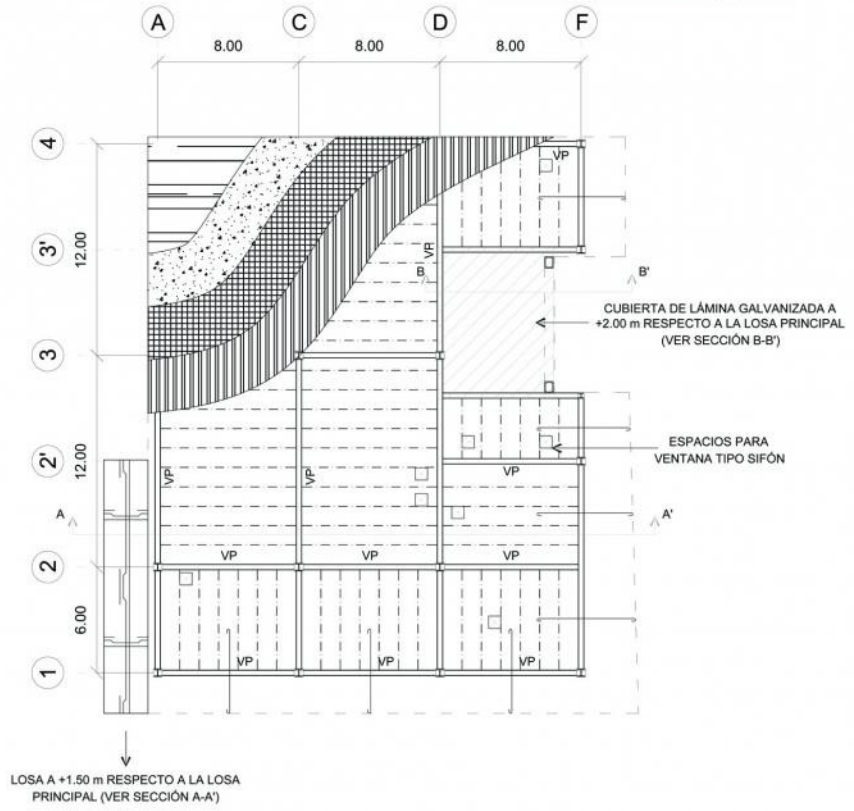 A
C
D
F
8.00
8.00
8.00
4
VP
3'
12.00
VP
B
B'
CUBIERTA DE LÁMINA GALVANIZADA A
+2.00 m RESPECTO A LA LOSA PRINCIPAL
(VER SECCIÓN B-B')
3
ESPACIOS PARA
VENTANA TIPO SIFÓN
2'
12.00
VP
VP
VP
A
A'
VP
VP
VP
2
6.00
VP
VP
VP
1
LOSA A +1.50 m RESPECTO A LA LOSA
PRINCIPAL (VER SECCIÓN A-A')